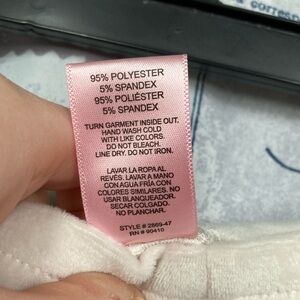 corres
95% POLYESTER
5% SPANDEX
95% POLIÉSTER
5% SPANDEX
TURN GARMENT INSIDE OUT.
HAND WASH COLD
WITH LIKE COLORS.
DO NOT BLEACH.
LINE DRY. DO NOT IRON.
LAVAR LA ROPA AL
REVÉS. LAVAR A MANO
CON AGUA FRÍA CON
COLORES SIMILARES. NO
USAR BLANQUEADOR.
SECAR COLGADO.
NO PLANCHAR.
STYLE # 2869-47
RN # 90410